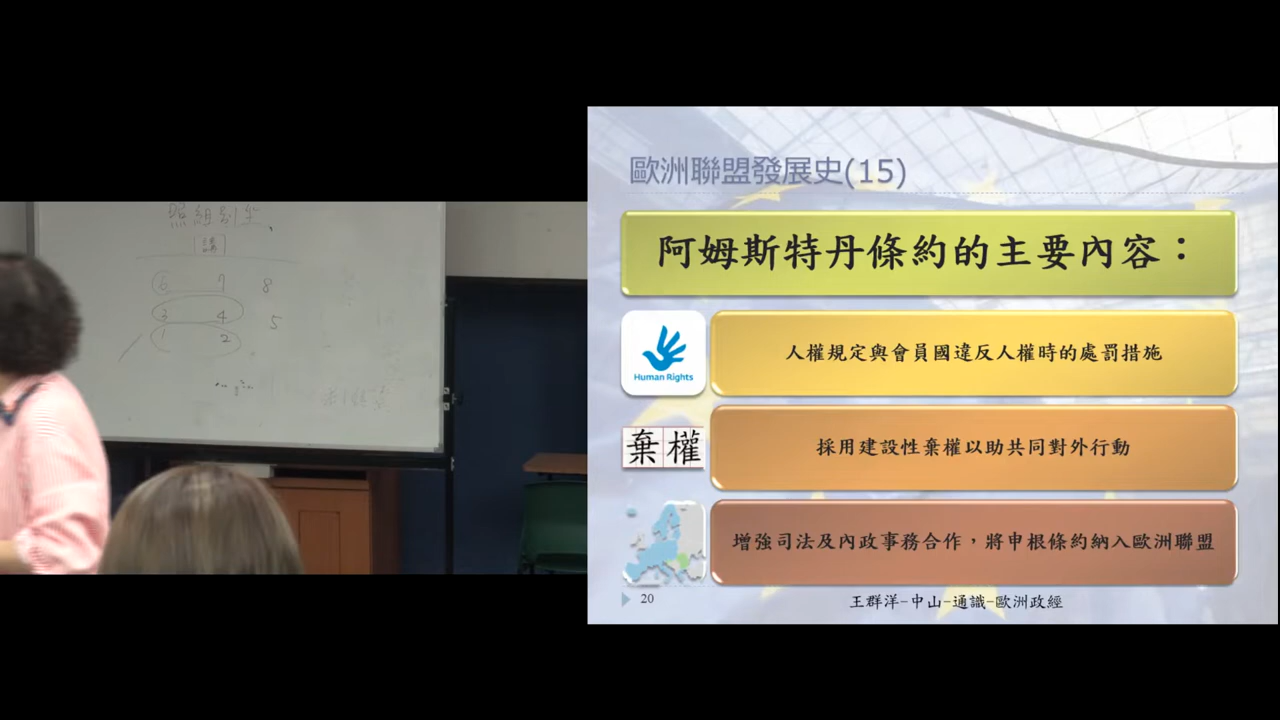 照組別坐
講
6 7 8
3 4 5
1 2
歐洲聯盟發展史(15)
阿姆斯特丹條約的主要內容：
Human Rights
人權規定與會員國違反人權時的處罰措施
棄權
採用建設性棄權以助共同對外行動
增強司法及內政事務合作，將申根條約納入歐洲聯盟
20
王群洋-中山-通識-歐洲政經